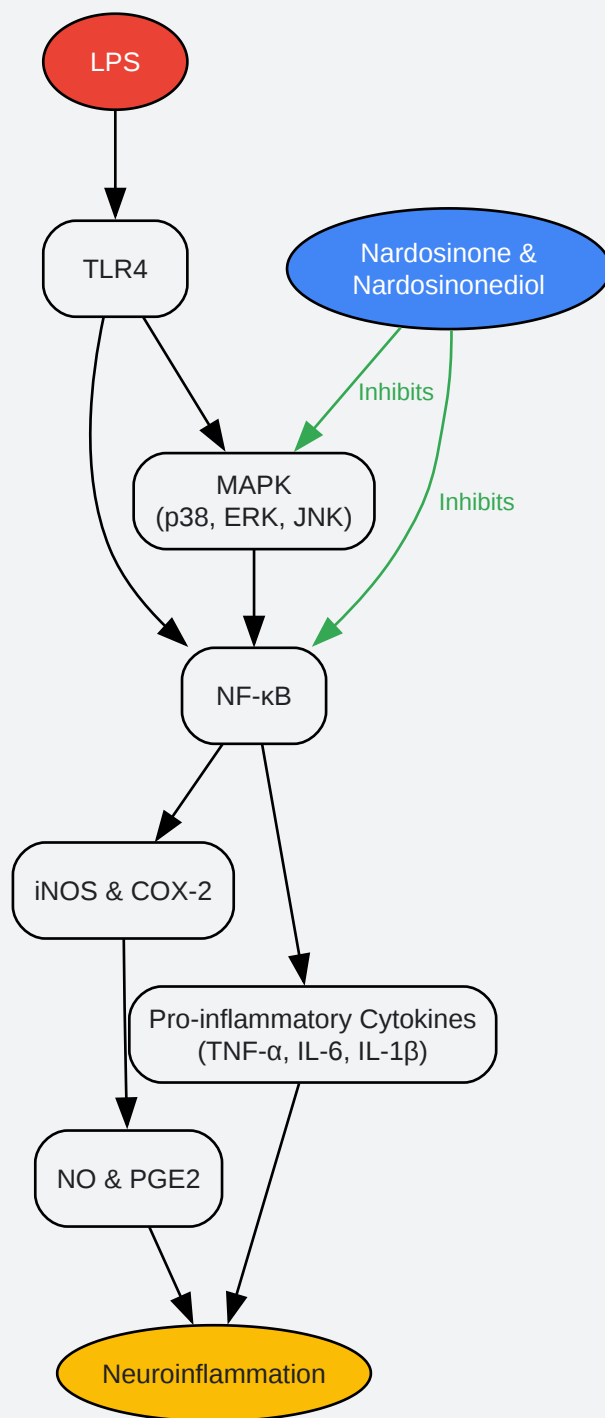 LPS
TLR4
Nardosinone &
Nardosinonediol
Inhibits
MAPK
(p38, ERK, JNK)
Inhibits
NF-κB
iNOS & COX-2
Pro-inflammatory Cytokines
(TNF-α, IL-6, IL-1β)
NO & PGE2
Neuroinflammation